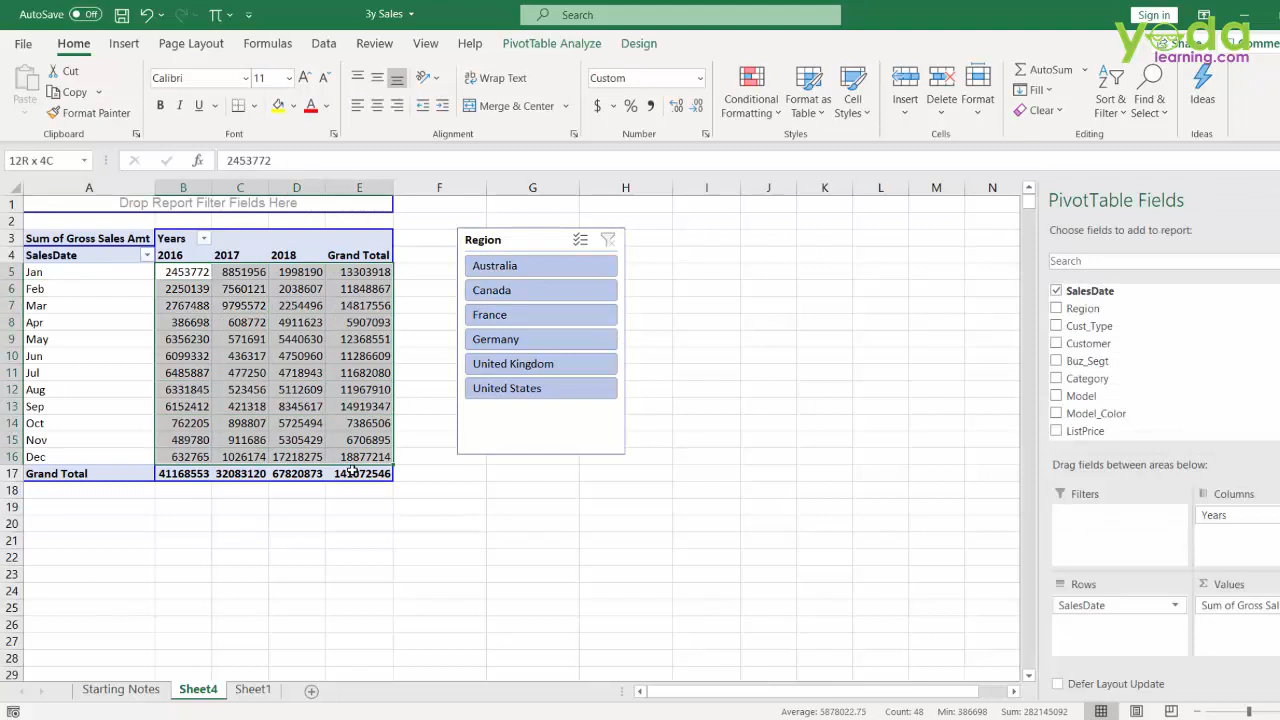 AutoSave Off 3y Sales Search Sign in
yoda
learning.com
File Home Insert Page Layout Formulas Data Review View Help PivotTable Analyze Design Share Comme
Paste Cut Copy Format Painter
Calibri 11 Wrap Text Merge & Center Custom
B I U A $ % 9
Conditional Formatting Format as Table Cell Styles Insert Delete Format
AutoSum Fill Clear Sort & Filter Find & Select Ideas
Clipboard Font Alignment Number Styles Cells Editing Ideas
12R x 4C fx 2453772
A B C D E F G H I J K L M N
1 Drop Report Filter Fields Here
2
3 Sum of Gross Sales Amt Years
4 SalesDate 2016 2017 2018 Grand Total
5 Jan 2453772 8851956 1998190 13303918
6 Feb 2250139 7560121 2038607 11848867
7 Mar 2767488 9795572 2254496 14817556
8 Apr 386698 608772 4911623 5907093
9 May 6356230 571691 5440630 12368551
10 Jun 6099332 436317 4750960 11286609
11 Jul 6485887 477250 4718943 11682080
12 Aug 6331845 523456 5112609 11967910
13 Sep 6152412 421318 8345617 14919347
14 Oct 762205 898807 5725494 7386506
15 Nov 489780 911686 5305429 6706895
16 Dec 632765 1026174 17218275 18877214
17 Grand Total 41168553 32083120 67820873 141072546
18
19
20
21
22
23
24
25
26
27
28
29
Region
Australia
Canada
France
Germany
United Kingdom
United States
PivotTable Fields
Choose fields to add to report:
Search
SalesDate
Region
Cust_Type
Customer
Buz_Segt
Category
Model
Model_Color
ListPrice
Drag fields between areas below:
Filters Columns
Years
Rows Values
SalesDate Sum of Gross Sal
Defer Layout Update
Starting Notes Sheet4 Sheet1
Average: 5878022.75 Count: 48 Min: 386698 Sum: 282145092